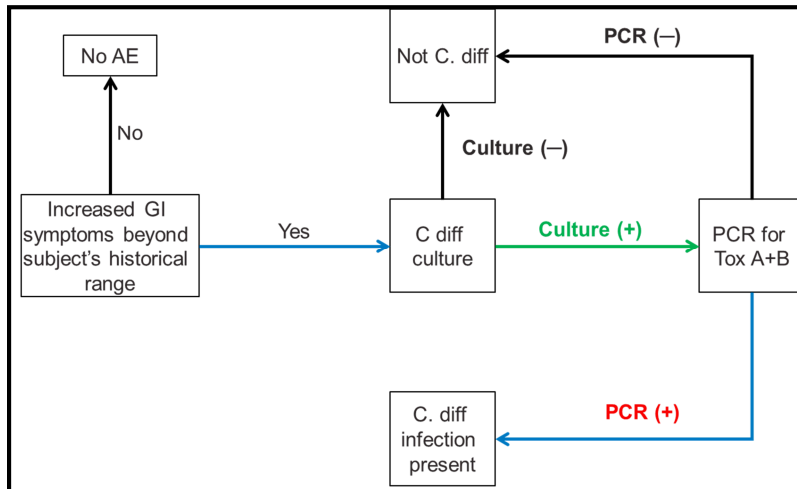 No AE
Not C. diff
PCR (—)
No
Culture (—)
Increased GI
symptoms beyond
subject's historical
range
Yes
C diff
culture
Culture (+)
PCR for
Tox A+B
C. diff
infection
present
PCR (+)